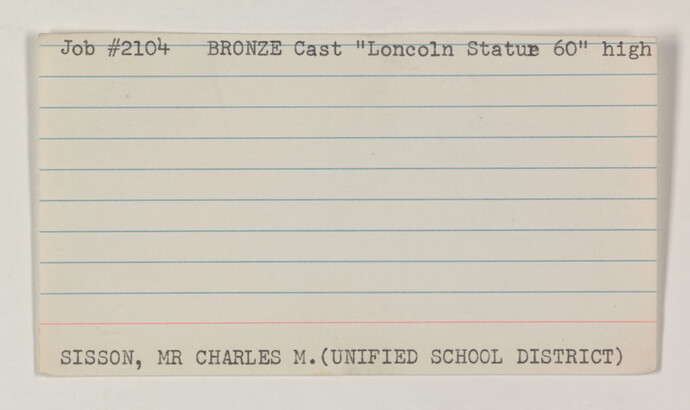 Job #2104 BRONZE Cast "Loncoln Statue 60" high
SISSON, MR CHARLES M.(UNIFIED SCHOOL DISTRICT)